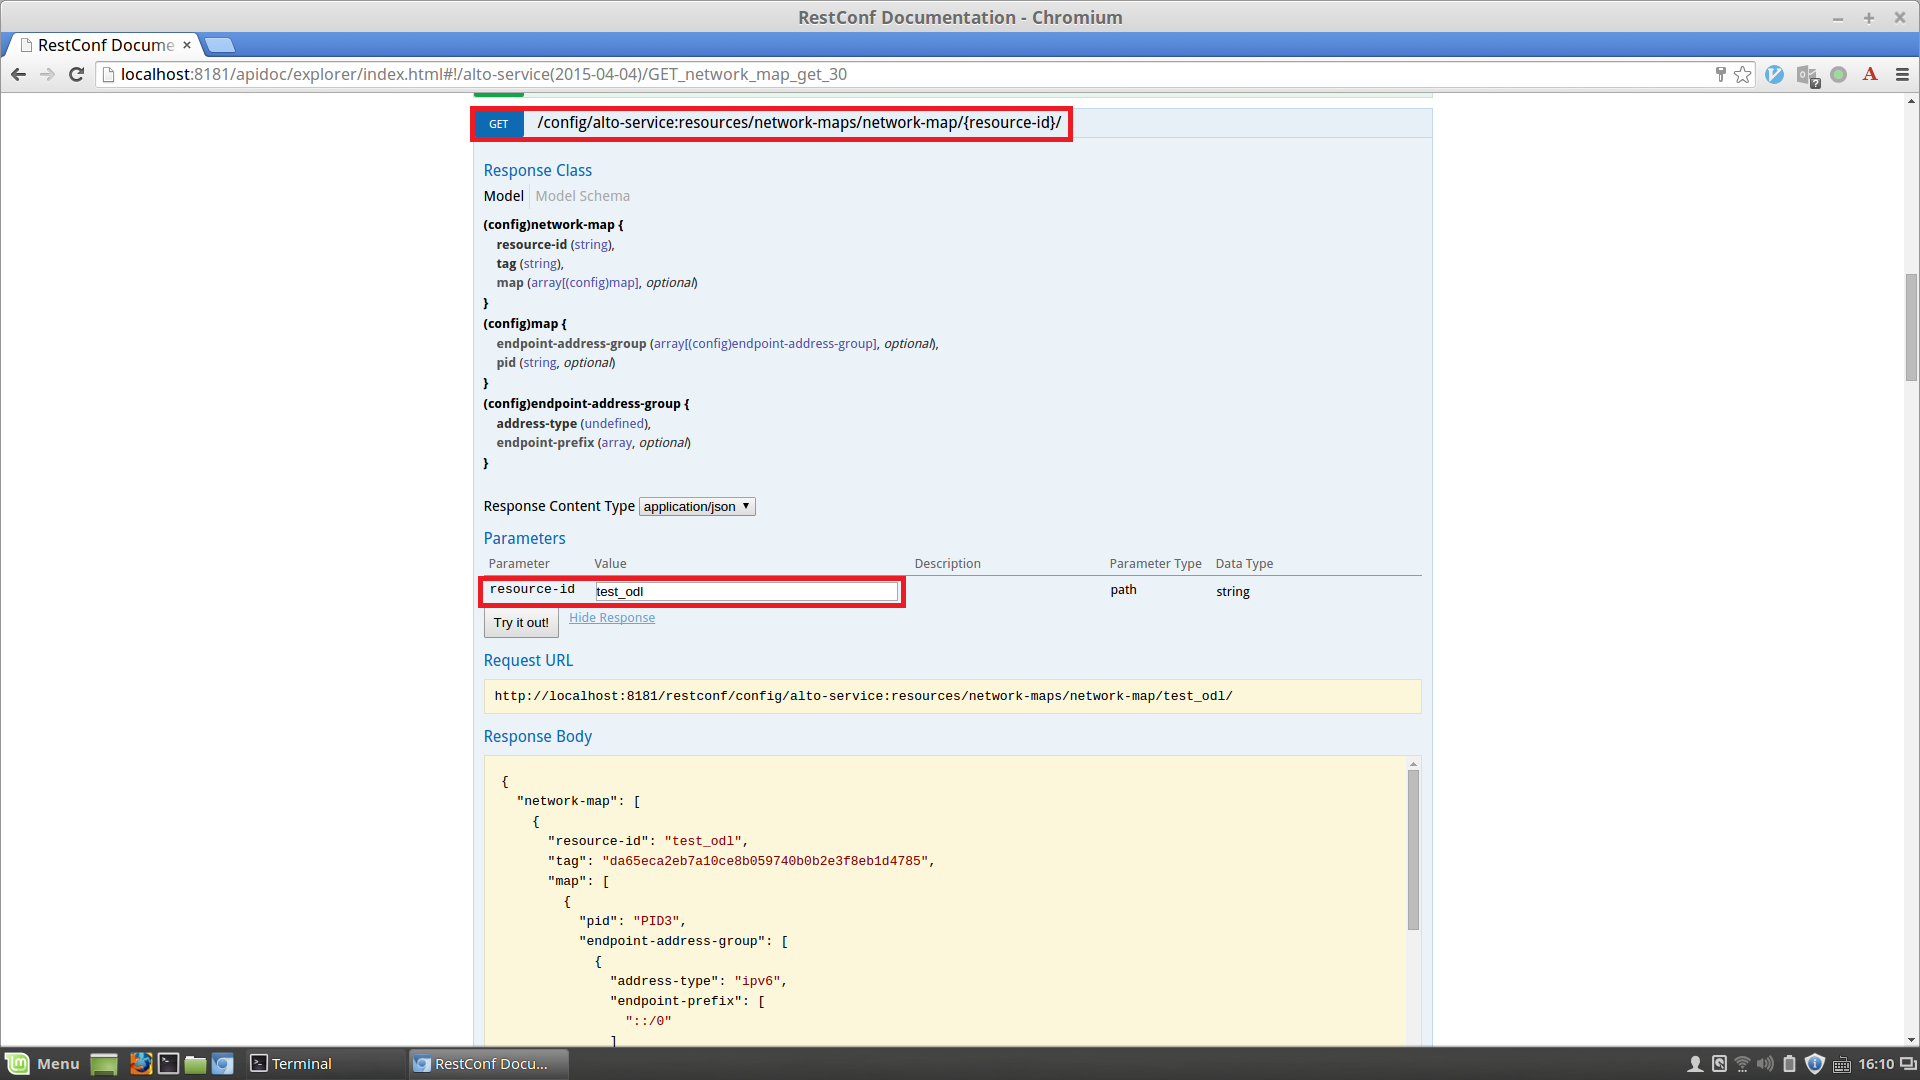 RestConf Documentation - Chromium
RestConf Docume
localhost:8181/apidoc/explorer/index.html#!/alto-service(2015-04-04)/GET_network_map_get_30
GET /config/alto-service:resources/network-maps/network-map/{resource-id}/
Response Class
Model Model Schema
(config)network-map {
resource-id (string),
tag (string),
map (array[(config)map], optional)
}
(config)map {
endpoint-address-group (array[(config)endpoint-address-group], optional),
pid (string, optional)
}
(config)endpoint-address-group {
address-type (undefined),
endpoint-prefix (array, optional)
}
Response Content Type application/json
Parameters
Parameter Value Description Parameter Type Data Type
resource-id test_odl path string
Try it out! Hide Response
Request URL
http://localhost:8181/restconf/config/alto-service:resources/network-maps/network-map/test_odl/
Response Body
{
"network-map": [
{
"resource-id": "test_odl",
"tag": "da65eca2eb7a10ce8b059740b0b2e3f8eb1d4785",
"map": [
{
"pid": "PID3",
"endpoint-address-group": [
{
"address-type": "ipv6",
"endpoint-prefix": [
"::/0"
]
Menu Terminal RestConf Docu... 16:10